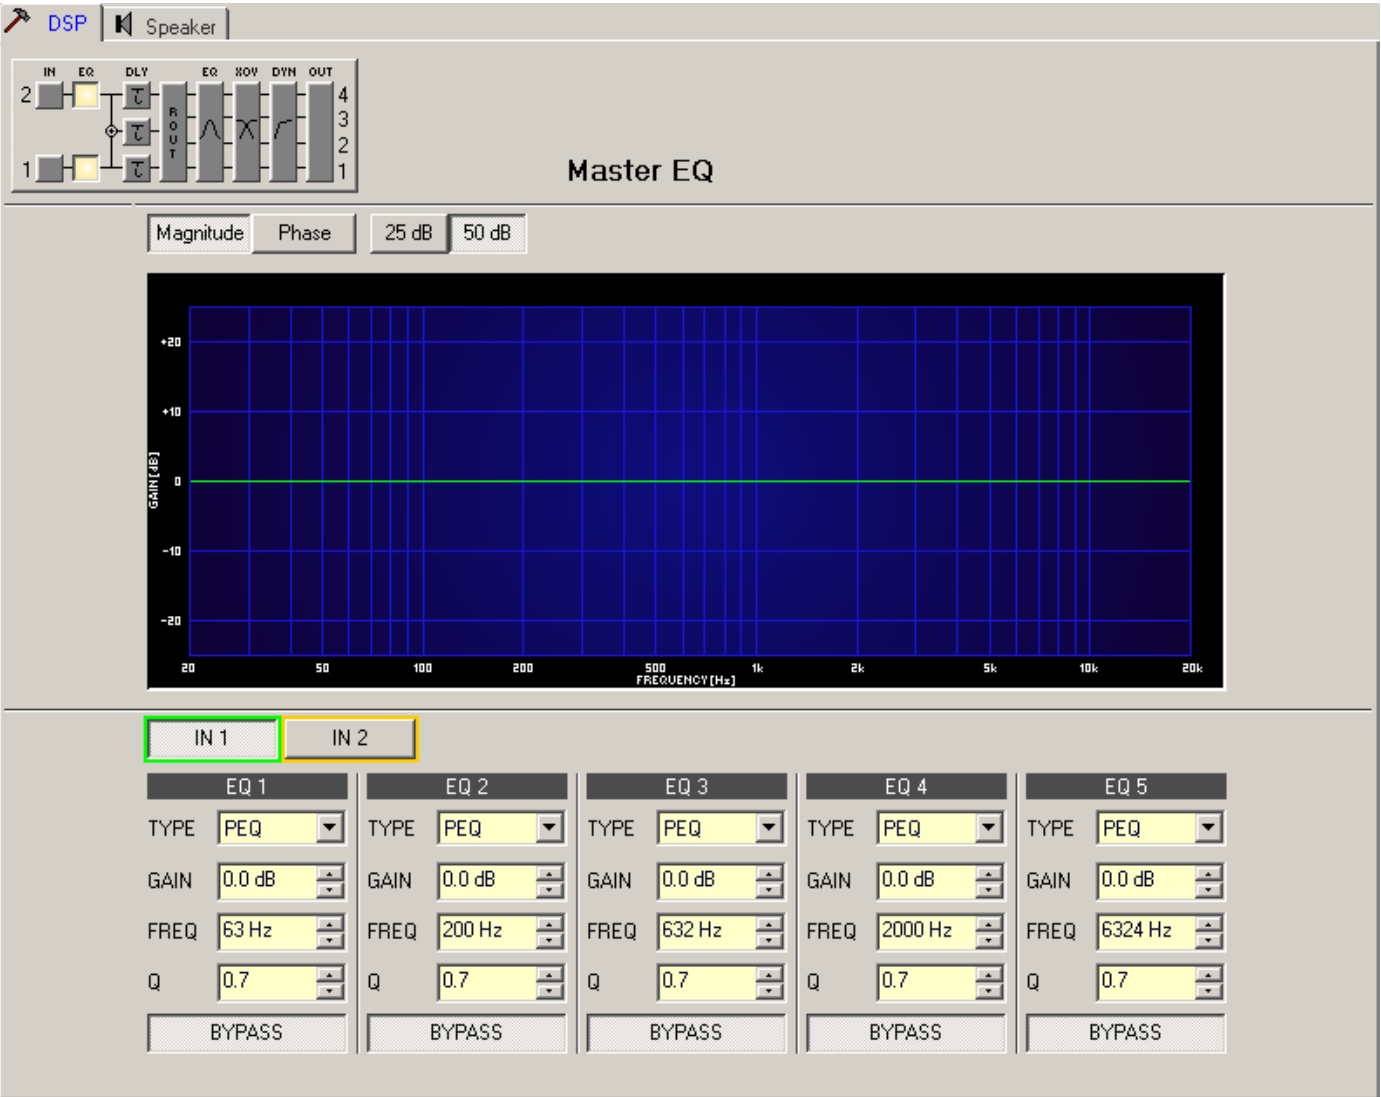 DSP Speaker
IN EQ DLY EQ XOV DYN OUT
2 τ 4
ROUT
τ 3
2
1 τ 1
Master EQ
Magnitude Phase 25 dB 50 dB
+20
+10
GAIN[dB]
0
-10
-20
20 50 100 200 500 1k 2k 5k 10k 20k
FREQUENCY[Hz]
IN 1 IN 2
EQ 1 EQ 2 EQ 3 EQ 4 EQ 5
TYPE PEQ TYPE PEQ TYPE PEQ TYPE PEQ TYPE PEQ
GAIN 0.0 dB GAIN 0.0 dB GAIN 0.0 dB GAIN 0.0 dB GAIN 0.0 dB
FREQ 63 Hz FREQ 200 Hz FREQ 632 Hz FREQ 2000 Hz FREQ 6324 Hz
Q 0.7 Q 0.7 Q 0.7 Q 0.7 Q 0.7
BYPASS BYPASS BYPASS BYPASS BYPASS